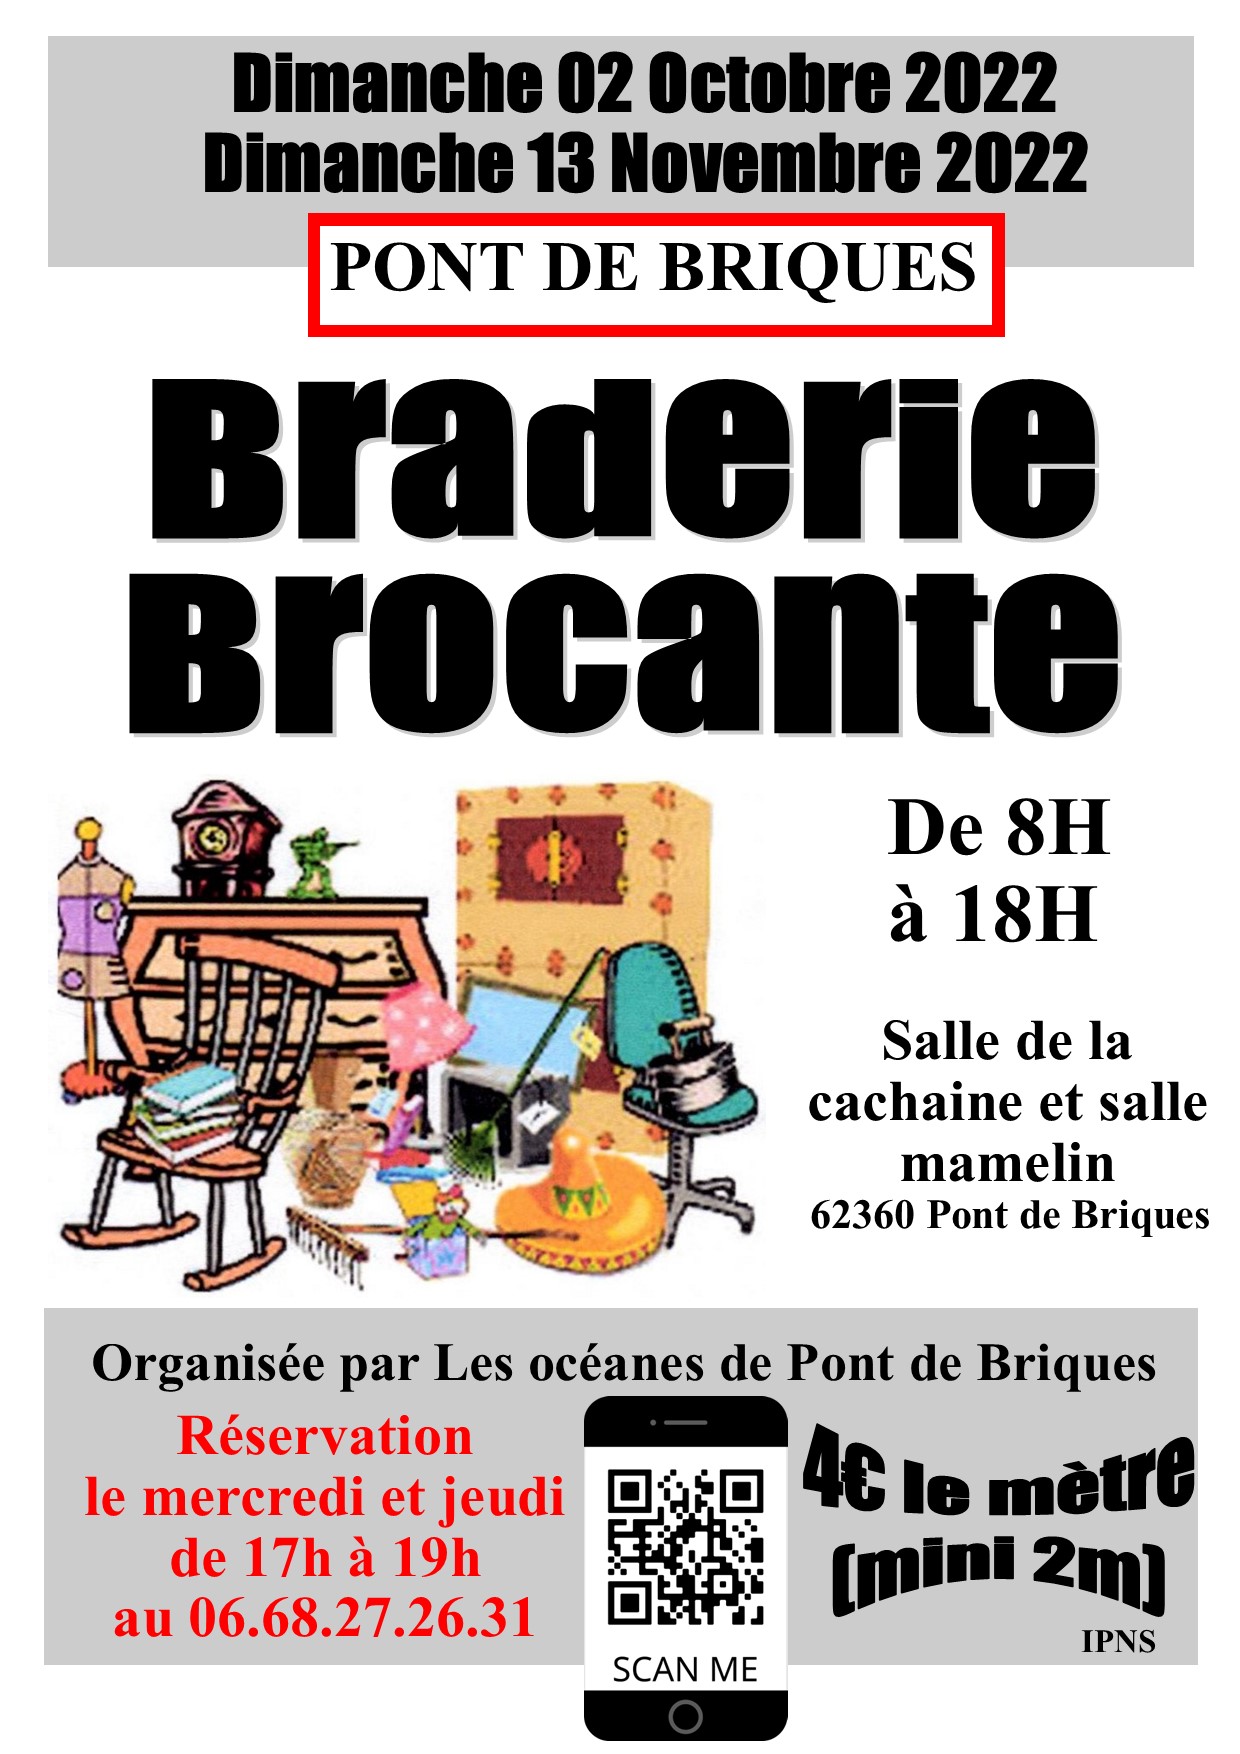 Dimanche 02 Octobre 2022
Dimanche 13 Novembre 2022
PONT DE BRIQUES
Braderie
Brocante
De 8H
à 18H
Salle de la
cachaine et salle
mamelin
62360 Pont de Briques
Organisée par Les océanes de Pont de Briques
Réservation
le mercredi et jeudi
de 17h à 19h
au 06.68.27.26.31
SCAN ME
4€ le mètre
(mini 2m)
IPNS